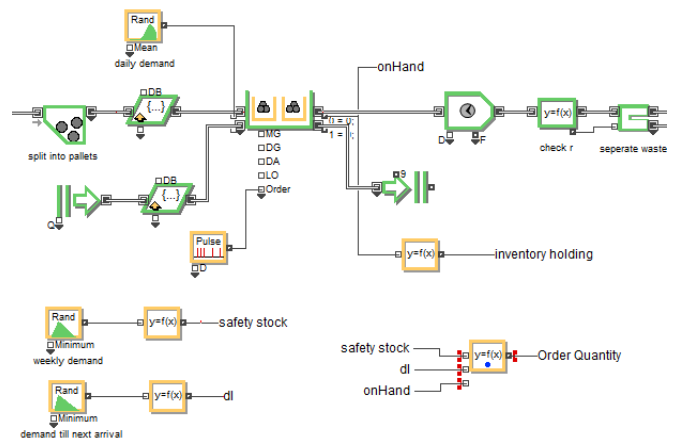 Rand
Mean
daily demand
onHand
DB
{...}
0 = 0;
1 = 0;
D
F
y=f(x)
check r
seperate waste
split into pallets
MG
DG
DA
LO
Order
9
DB
{...}
Q
Pulse
D
y=f(x)
inventory holding
Rand
Minimum
weekly demand
y=f(x)
safety stock
Rand
Minimum
demand till next arrival
y=f(x)
dl
safety stock
dl
onHand
y=f(x)
Order Quantity